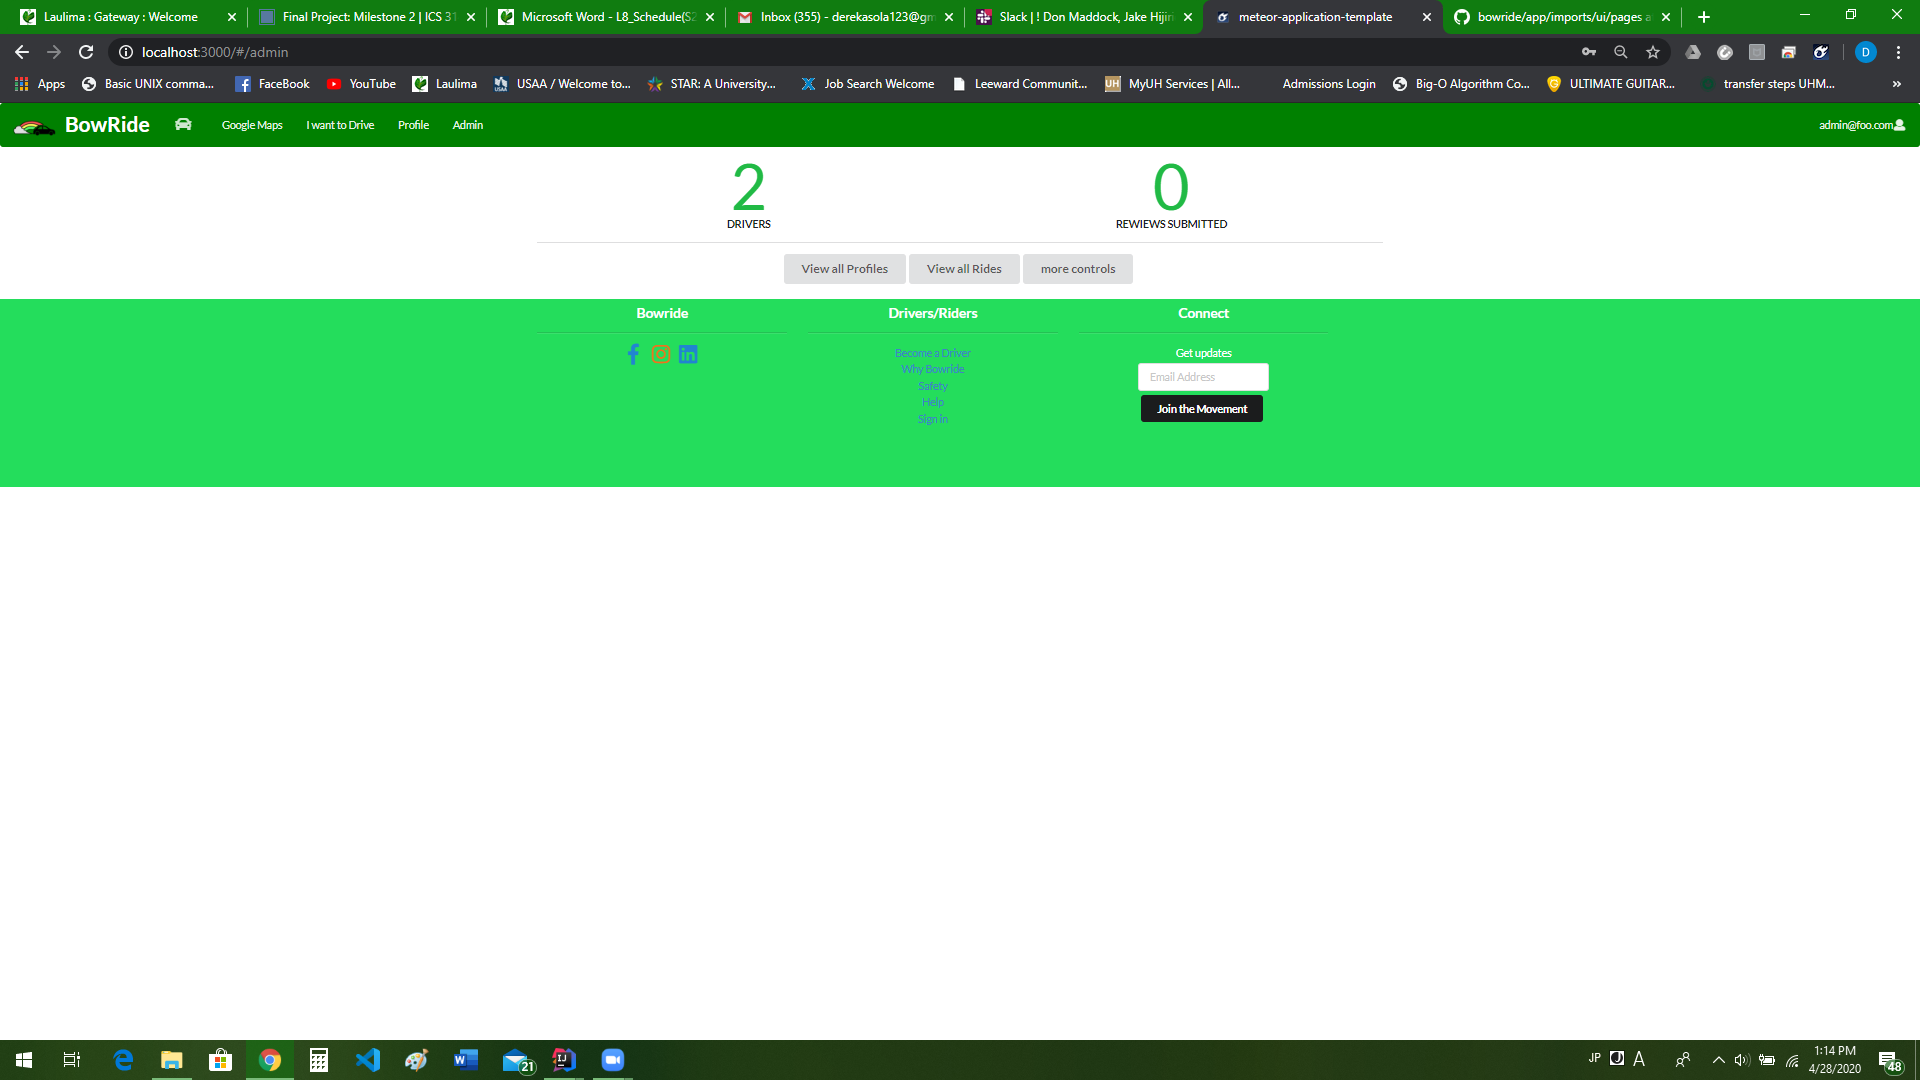 Laulima : Gateway : Welcome
Final Project: Milestone 2 | ICS 31
Microsoft Word - L8_Schedule(S2
Inbox (355) - derekasola123@gm
Slack | ! Don Maddock, Jake Hijiri
meteor-application-template
bowride/app/imports/ui/pages a
localhost:3000/#/admin
D
Apps
Basic UNIX comma...
FaceBook
YouTube
Laulima
USAA / Welcome to...
STAR: A University...
Job Search Welcome
Leeward Communit...
UH
MyUH Services | All...
Admissions Login
Big-O Algorithm Co...
ULTIMATE GUITAR...
transfer steps UHM...
»
BowRide
Google Maps
I want to Drive
Profile
Admin
admin@foo.com
2
DRIVERS
0
REWIEWS SUBMITTED
View all Profiles
View all Rides
more controls
Bowride
Drivers/Riders
Become a Driver
Why Bowride
Safety
Help
Sign in
Connect
Get updates
Email Address
Join the Movement
21
JP
A
1:14 PM
4/28/2020
48